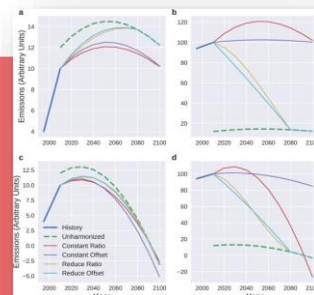 a
b
Emissions (Arbitrary Units)
14
12
10
8
6
4
2000 2020 2040 2060 2080 2100
120
100
80
60
40
20
2000 2020 2040 2060 2080 2100
c
d
Emissions (Arbitrary Units)
12.5
10.0
7.5
5.0
2.5
0.0
−2.5
−5.0
History
Unharmonized
Constant Ratio
Constant Offset
Reduce Ratio
Reduce Offset
2000 2020 2040 2060 2080 2100
100
80
60
40
20
0
−20
2000 2020 2040 2060 2080 2100